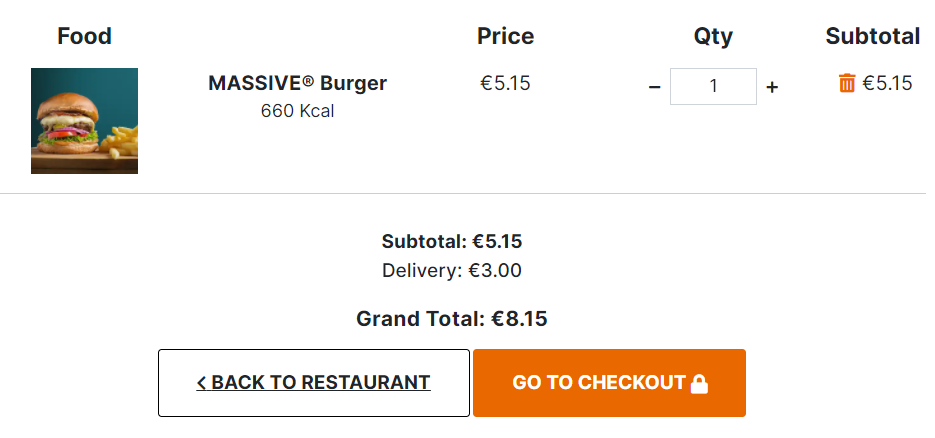 Food Price Qty Subtotal
MASSIVE® Burger €5.15 − 1 + €5.15
660 Kcal
Subtotal: €5.15
Delivery: €3.00
Grand Total: €8.15
< BACK TO RESTAURANT GO TO CHECKOUT